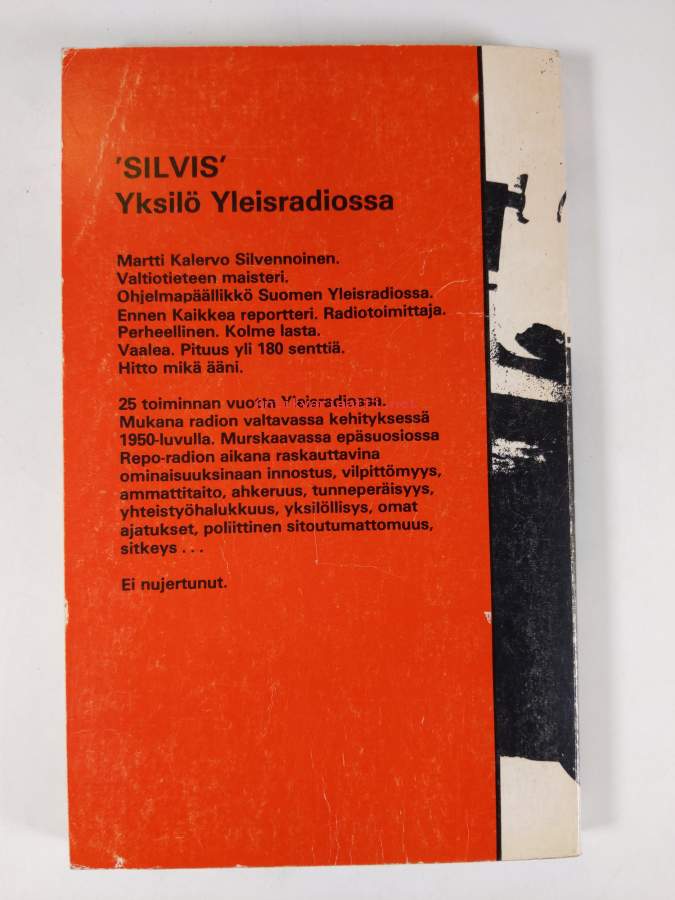 'SILVIS'
Yksilö Yleisradiossa
Martti Kalervo Silvennoinen.
Valtiotieteen maisteri.
Ohjelmapäällikkö Suomen Yleisradiossa.
Ennen Kaikkea reportteri. Radiotoimittaja.
Perheellinen. Kolme lasta.
Vaalea. Pituus yli 180 senttiä.
Hitto mikä ääni.
25 toiminnan vuotta Yleisradiossa.
Mukana radion valtavassa kehityksessä
1950-luvulla. Murskaavassa epäsuosiossa
Repo-radion aikana raskauttavina
ominaisuuksinaan innostus, vilpittömyys,
ammattitaito, ahkeruus, tunneperäisyys,
yhteistyöhalukkuus, yksilöllisys, omat
ajatukset, poliittinen sitoutumattomuus,
sitkeys . . .
Ei nujertunut.